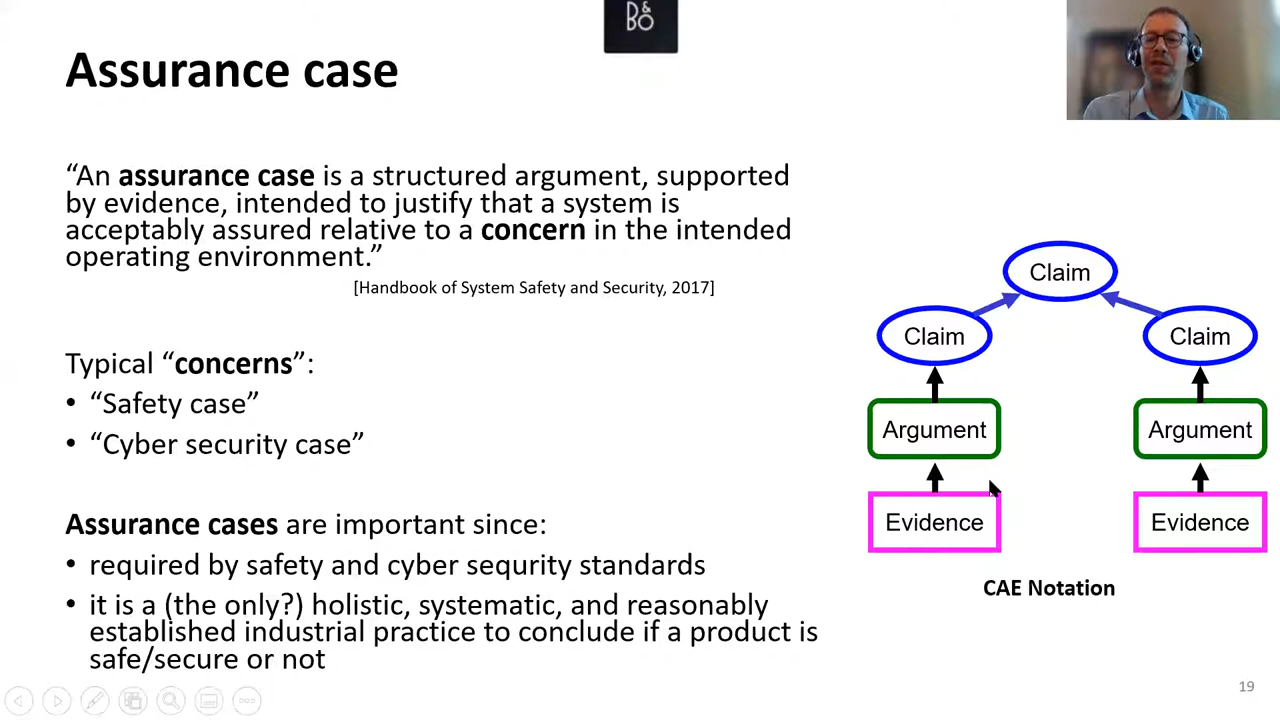 B&O
Assurance case
“An assurance case is a structured argument, supported
by evidence, intended to justify that a system is
acceptably assured relative to a concern in the intended
operating environment.”
[Handbook of System Safety and Security, 2017]
Typical “concerns”:
• “Safety case”
• “Cyber security case”
Assurance cases are important since:
• required by safety and cyber sequrity standards
• it is a (the only?) holistic, systematic, and reasonably
established industrial practice to conclude if a product is
safe/secure or not
Claim
Claim
Claim
Argument
Argument
Evidence
Evidence
CAE Notation
19